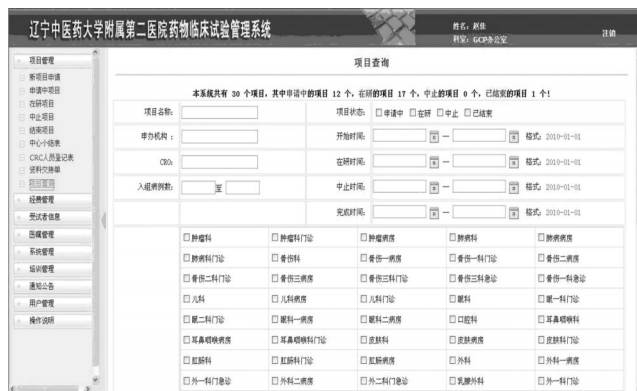 辽宁中医药大学附属第二医院药物临床试验管理系统
姓名：赵佳
科室：GCP办公室
注销
项目管理
新项目申请
申请中项目
在研项目
中止项目
结束项目
中心小结表
CRC人员登记表
资料交接单
项目查询
经费管理
受试者信息
医嘱管理
系统管理
培训管理
通知公告
用户管理
操作说明
项目查询
本系统共有 30 个项目，其中申请中的项目 12 个，在研的项目 17 个，中止的项目 0 个，已结束的项目 1 个！
项目名称： 项目状态： 申请中 在研 中止 已结束
申办机构： 开始时间： — 格式：2010-01-01
CRO： 在研时间： — 格式：2010-01-01
入组病例数： 至 中止时间： — 格式：2010-01-01
完成时间： — 格式：2010-01-01
肿瘤科 肿瘤科门诊 肿瘤病房 肺病科 肺病病房
肺病科门诊 骨伤科 骨伤一病房 骨伤一科门诊 骨伤二病房
骨伤二科门诊 骨伤三病房 骨伤三科门诊 骨伤三科急诊 骨伤一科急诊
儿科 儿科病房 儿科门诊 眼科 眼一科门诊
眼二科门诊 眼科一病房 眼科二病房 口腔科 耳鼻咽喉科
耳鼻咽喉病房 耳鼻咽喉科门诊 皮肤科 皮肤病房 皮肤科门诊
肛肠科 肛肠科门诊 肛肠病房 外科 外科一病房
外一科门急诊 外科二病房 外二科门急诊 乳腺外科 外一科门诊